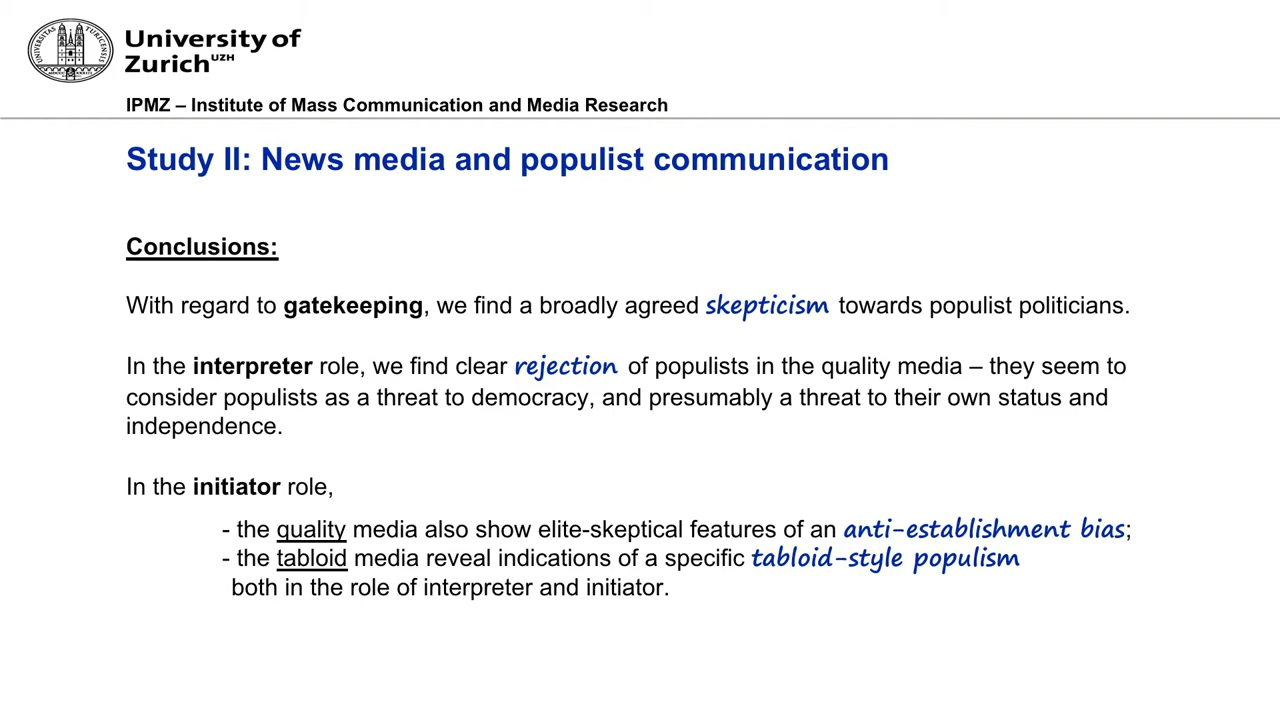 UNIVERSITAS TURICENSIS
MDCCCXXXIII
University of
Zurich UZH
IPMZ – Institute of Mass Communication and Media Research
Study II: News media and populist communication
Conclusions:
With regard to gatekeeping, we find a broadly agreed skepticism towards populist politicians.
In the interpreter role, we find clear rejection of populists in the quality media – they seem to
consider populists as a threat to democracy, and presumably a threat to their own status and
independence.
In the initiator role,
- the quality media also show elite-skeptical features of an anti-establishment bias;
- the tabloid media reveal indications of a specific tabloid-style populism
both in the role of interpreter and initiator.